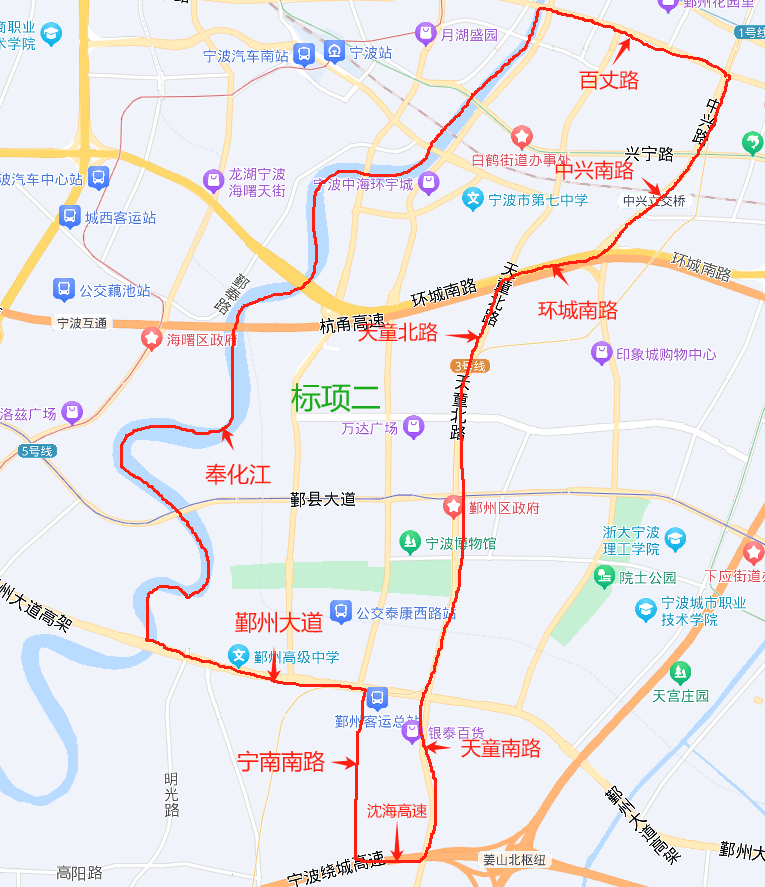 鄞州花园里
商职业
术学院
月湖盛园
1号线
宁波汽车南站
宁波站
百丈路
中兴路
白鹤街道办事处
兴宁路
中兴南路
波汽车中心站
龙湖宁波
海曙天街
宁波中海环宇城
宁波市第七中学
中兴立交桥
城西客运站
环城南路
鄞奉路
天童北路
公交藕池站
环城南路
环城南路
宁波互通
杭甬高速
天童北路
海曙区政府
印象城购物中心
3号线
标项二
天童北路
洛兹广场
万达广场
5号线
奉化江
鄞县大道
鄞州区政府
宁波博物馆
浙大宁波
理工学院
下应街道办
院士公园
鄞州大道高架
公交泰康西路站
宁波城市职业
技术学院
鄞州大道
鄞州高级中学
天宫庄园
鄞州客运总站
银泰百货
天童南路
宁南南路
明光路
沈海高速
鄞州大道高架
鄞州大
姜山北枢纽
宁波绕城高速
高阳路